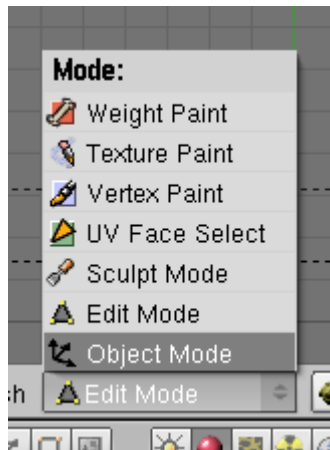 Mode:
Weight Paint
Texture Paint
Vertex Paint
UV Face Select
Sculpt Mode
Edit Mode
Object Mode
Edit Mode